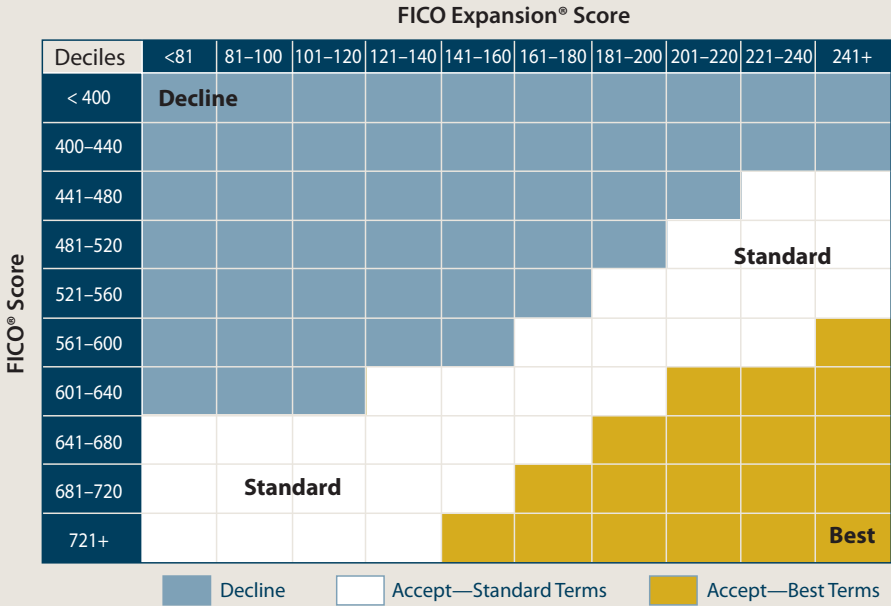 FICO Expansion® Score
Deciles <81 81–100 101–120 121–140 141–160 161–180 181–200 201–220 221–240 241+
FICO® Score
< 400 Decline
400–440
441–480
481–520 Standard
521–560
561–600
601–640
641–680
681–720 Standard
721+ Best
Decline Accept—Standard Terms Accept—Best Terms